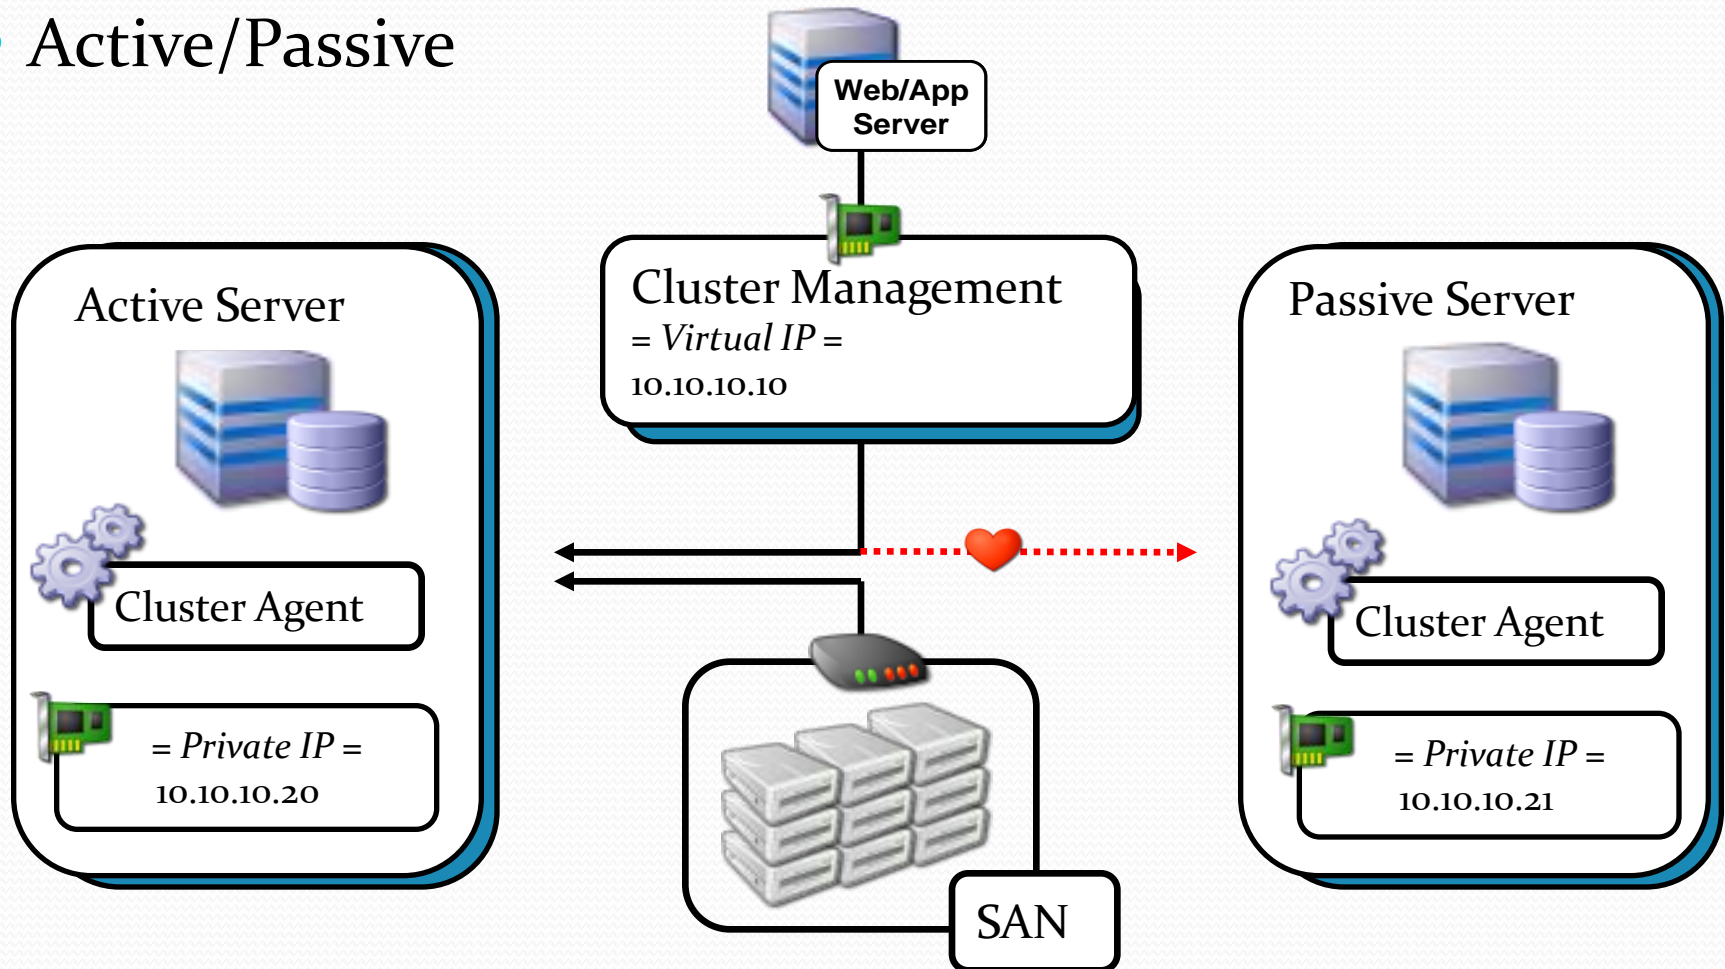 Active/Passive
Web/App
Server
Active Server
Cluster Agent
= Private IP =
10.10.10.20
Cluster Management
= Virtual IP =
10.10.10.10
SAN
Passive Server
Cluster Agent
= Private IP =
10.10.10.21